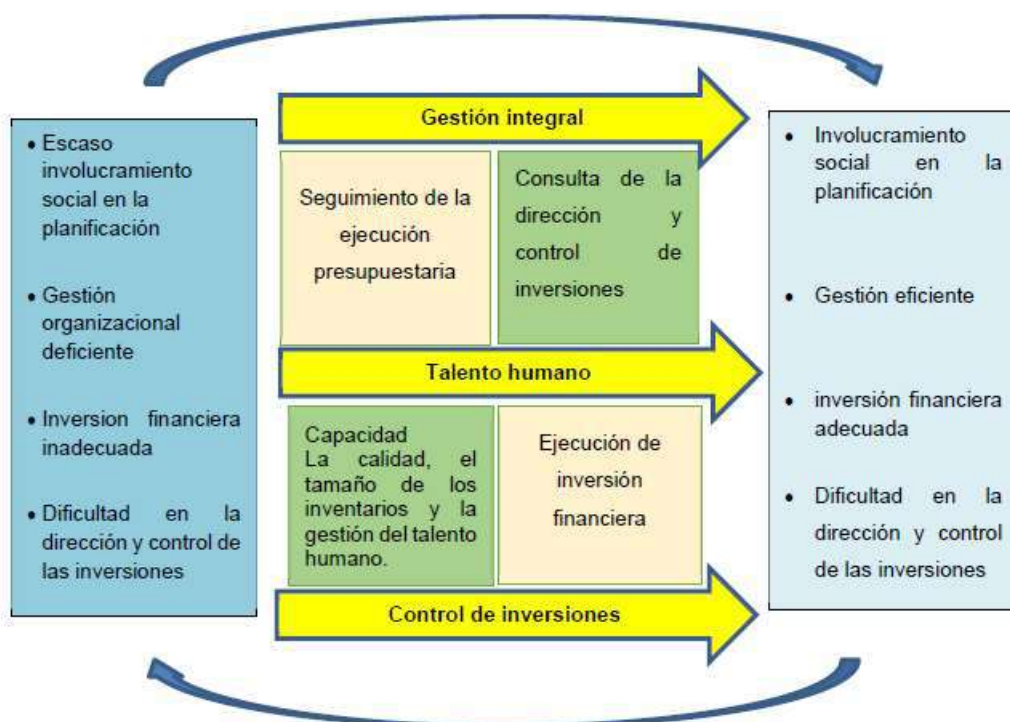 • Escaso
involucramiento
social en la
planificación
• Gestión
organizacional
deficiente
• Inversion financiera
inadecuada
• Dificultad en la
dirección y control de
las inversiones
Gestión integral
Seguimiento de la
ejecución
presupuestaria
Consulta de la
dirección y
control de
inversiones
Talento humano
Capacidad
La calidad, el
tamaño de los
inventarios y la
gestión del talento
humano.
Ejecución de
inversión
financiera
Control de inversiones
• Involucramiento
social en la
planificación
• Gestión eficiente
• inversión financiera
adecuada
• Dificultad en la
dirección y control
de las inversiones